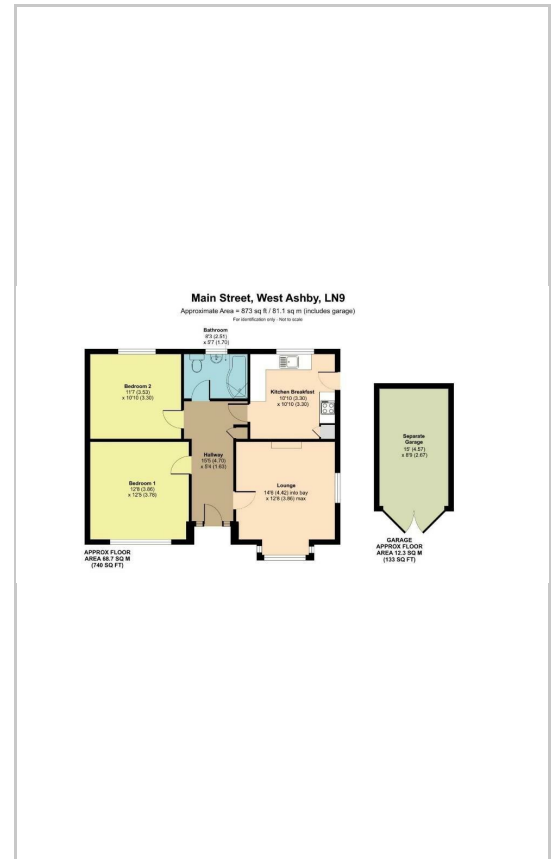 Main Street, West Ashby, LN9
Approximate Area = 873 sq ft / 81.1 sq m (includes garage)
For identification only - Not to scale
Bathroom
8'3 (2.51)
x 5'7 (1.70)
Bedroom 2
11'7 (3.53)
x 10'10 (3.30)
Kitchen Breakfast
10'10 (3.30)
x 10'10 (3.30)
Hallway
15'5 (4.70)
x 5'4 (1.63)
Bedroom 1
12'8 (3.86)
x 12'5 (3.78)
Lounge
14'6 (4.42) into bay
x 12'8 (3.86) max
Separate
Garage
15' (4.57)
x 8'9 (2.67)
APPROX FLOOR
AREA 68.7 SQ M
(740 SQ FT)
GARAGE
APPROX FLOOR
AREA 12.3 SQ M
(133 SQ FT)